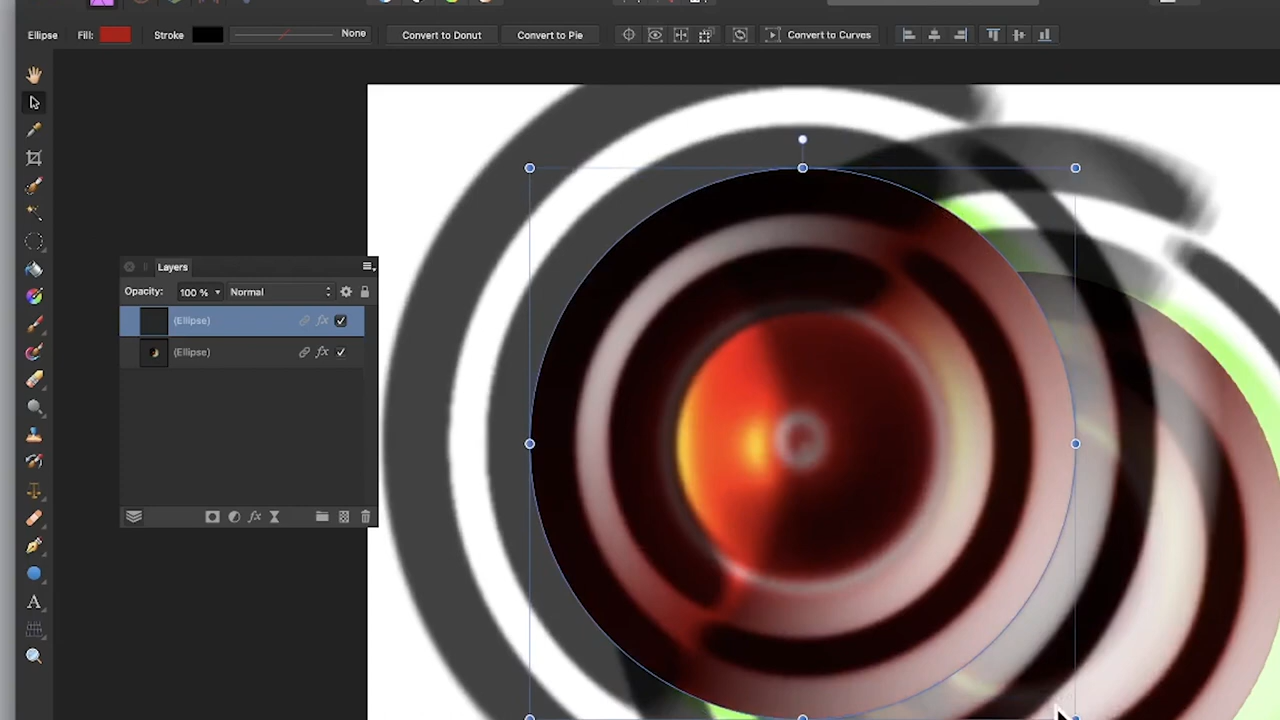 Ellipse Fill: Stroke None Convert to Donut Convert to Pie Convert to Curves
Layers
Opacity: 100 % Normal
(Ellipse)
(Ellipse)
A